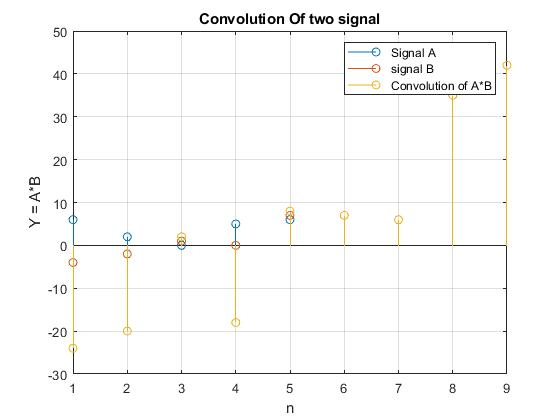 Convolution Of two signal
Signal A
signal B
Convolution of A*B
50
40
30
20
10
0
-10
-20
-30
Y = A*B
1 2 3 4 5 6 7 8 9
n